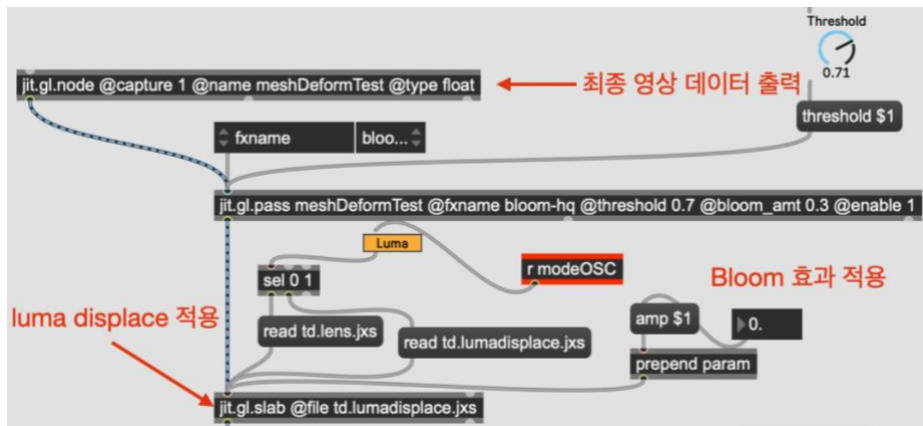 Threshold
0.71
jit.gl.node @capture 1 @name meshDeformTest @type float
최종 영상 데이터 출력
threshold $1
fxname
bloo...
jit.gl.pass meshDeformTest @fxname bloom-hq @threshold 0.7 @bloom_amt 0.3 @enable 1
Luma
r modeOSC
Bloom 효과 적용
sel 0 1
luma displace 적용
read td.lens.jxs
read td.lumadisplace.jxs
amp $1
0.
prepend param
jit.gl.slab @file td.lumadisplace.jxs